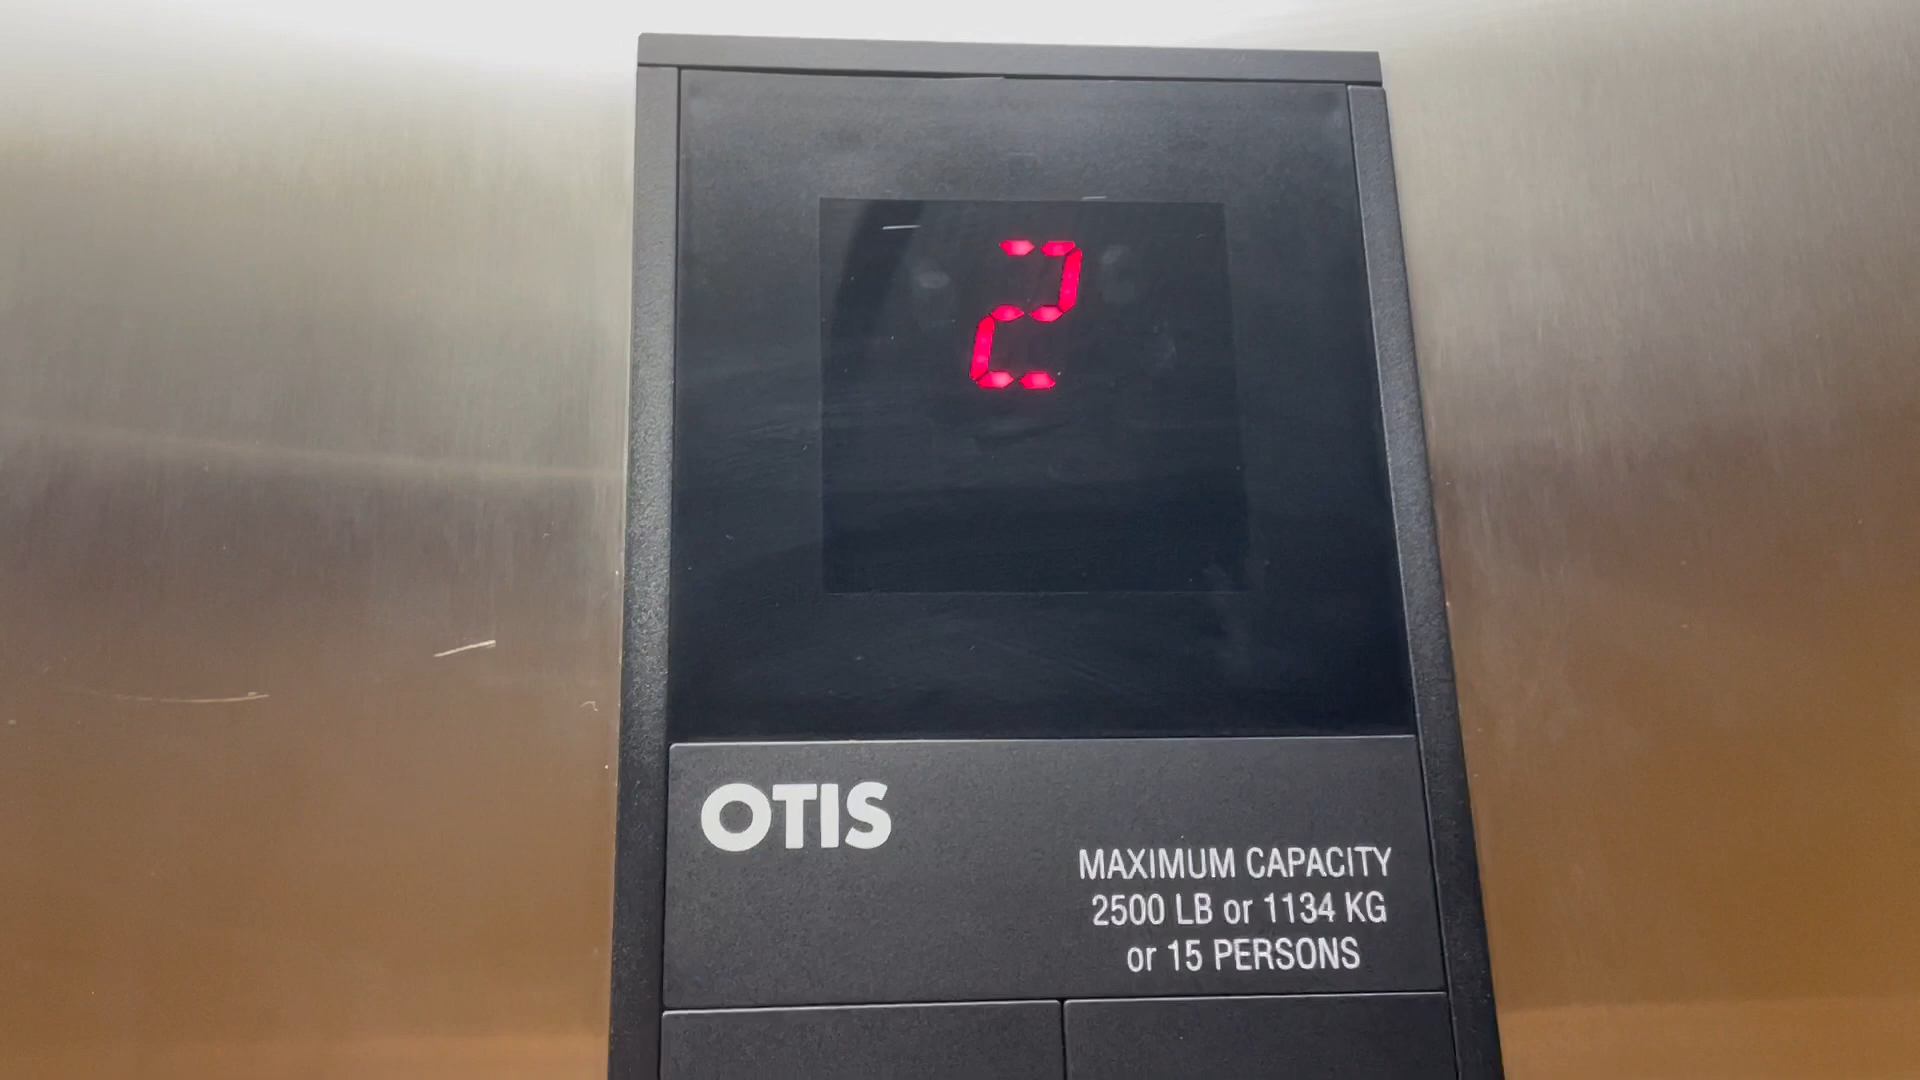 2
OTIS
MAXIMUM CAPACITY
2500 LB or 1134 KG
or 15 PERSONS